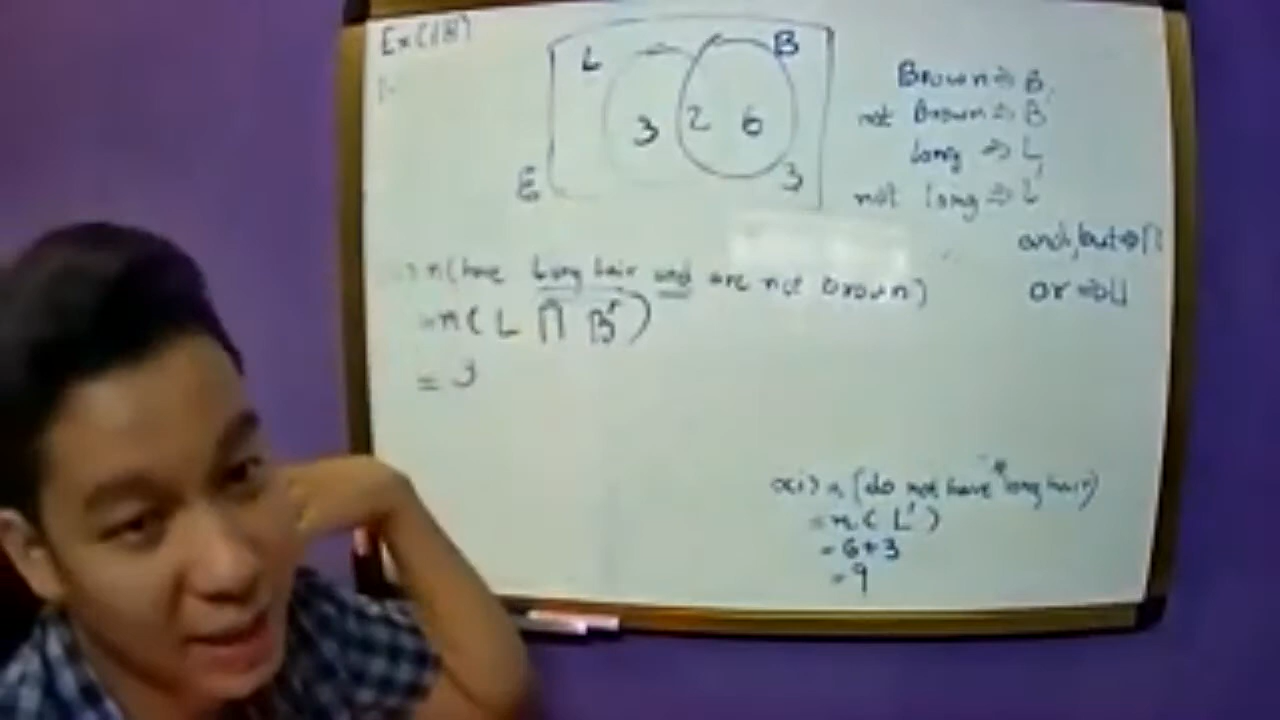 Ex (1B)
L B
3 2 6
E 3
Brown ⇒ B,
not Brown ⇒ B'
long ⇒ L,
not long ⇒ L'
and, but ⇒ ∩
or ⇒ U
n (have Long hair and are not brown)
= n ( L ∩ B' )
= 3
n (do not have long hair)
= n ( L' )
= 6 + 3
= 9